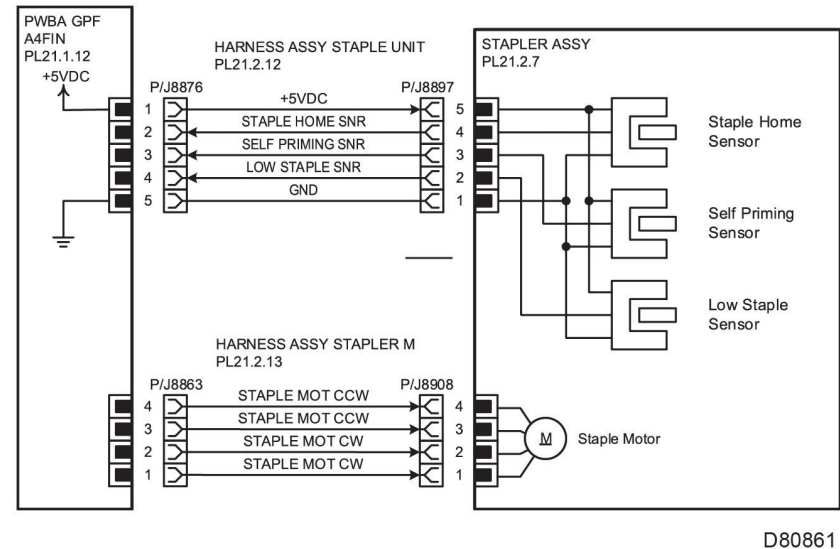 PWBA GPF
A4FIN
PL21.1.12
+5VDC
HARNESS ASSY STAPLE UNIT
PL21.2.12
STAPLER ASSY
PL21.2.7
P/J8876
P/J8897
1
+5VDC
5
2
STAPLE HOME SNR
4
3
SELF PRIMING SNR
3
4
LOW STAPLE SNR
2
5
GND
1
Staple Home
Sensor
Self Priming
Sensor
Low Staple
Sensor
HARNESS ASSY STAPLER M
PL21.2.13
P/J8863
P/J8908
4
STAPLE MOT CCW
4
3
STAPLE MOT CCW
3
2
STAPLE MOT CW
2
1
STAPLE MOT CW
1
M
Staple Motor
D80861